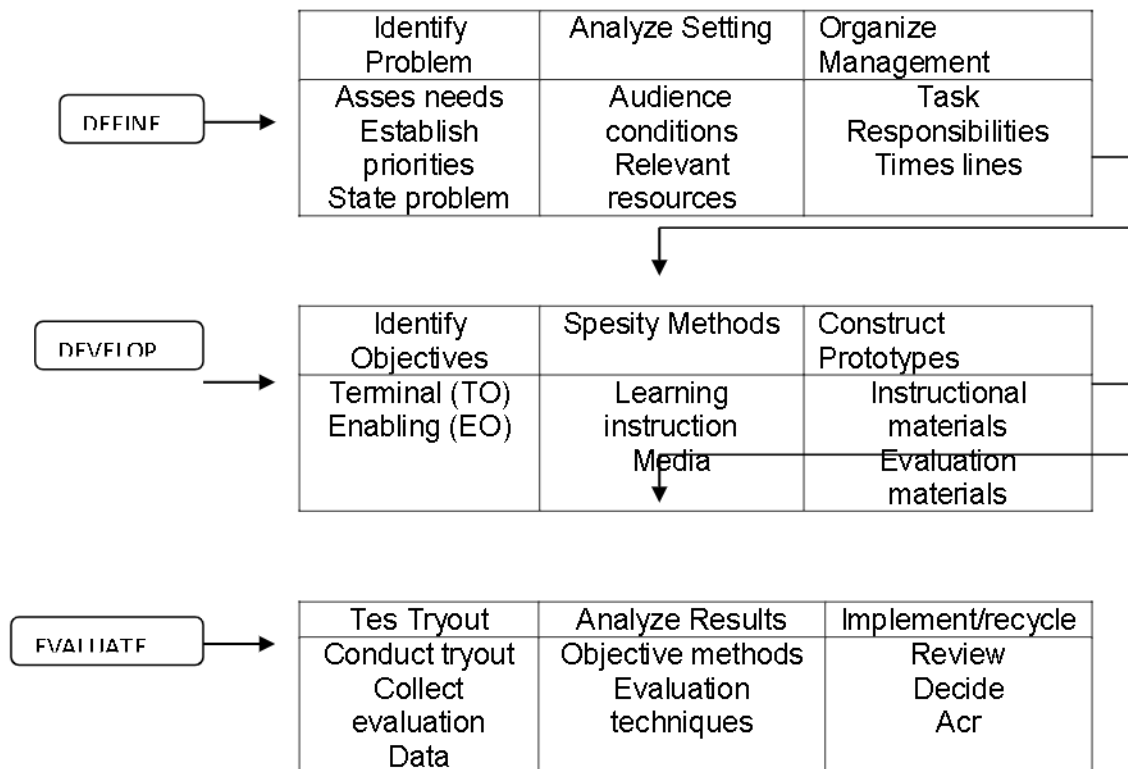 Identify
Problem
Analyze Setting
Organize
Management
DEFINE
Asses needs
Establish
priorities
State problem
Audience
conditions
Relevant
resources
Task
Responsibilities
Times lines
DEVELOP
Identify
Objectives
Spesity Methods
Construct
Prototypes
Terminal (TO)
Enabling (EO)
Learning
instruction
Media
Instructional
materials
Evaluation
materials
EVALUATE
Tes Tryout
Analyze Results
Implement/recycle
Conduct tryout
Collect
evaluation
Data
Objective methods
Evaluation
techniques
Review
Decide
Acr